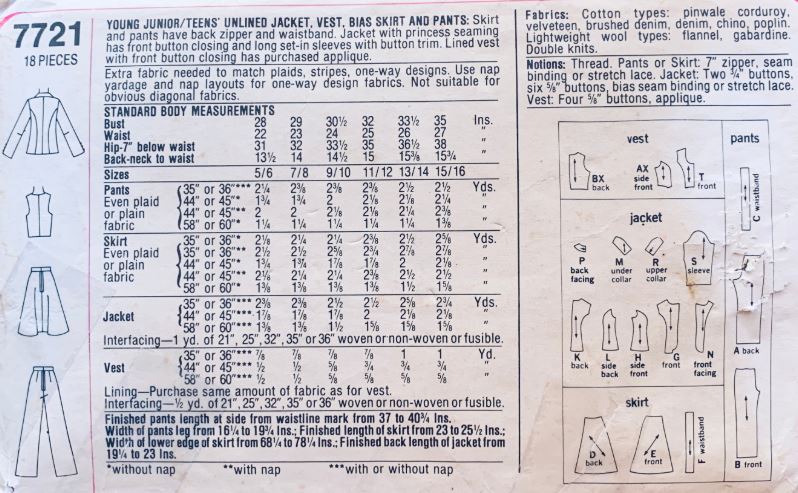 7721
18 PIECES
YOUNG JUNIOR/TEENS' UNLINED JACKET, VEST, BIAS SKIRT AND PANTS: Skirt
and pants have back zipper and waistband. Jacket with princess seaming
has front button closing and long set-in sleeves with button trim. Lined vest
with front button closing has purchased applique.
Extra fabric needed to match plaids, stripes, one-way designs. Use nap
yardage and nap layouts for one-way design fabrics. Not suitable for
obvious diagonal fabrics.
STANDARD BODY MEASUREMENTS
Bust 28 29 30½ 32 33½ 35 Ins.
Waist 22 23 24 25 26 27 "
Hip-7" below waist 31 32 33½ 35 36½ 38 "
Back-neck to waist 13½ 14 14½ 15 15⅜ 15¾ "
Sizes 5/6 7/8 9/10 11/12 13/14 15/16
Pants 35" or 36"*** 2¼ 2⅜ 2⅜ 2⅜ 2½ 2½ Yds.
Even plaid 44" or 45"* 1¾ 1¾ 2 2⅛ 2⅛ 2¼ "
or plain 44" or 45"** 2 2 2⅛ 2⅛ 2¼ 2⅜ "
fabric 58" or 60"** 1¼ 1¼ 1¼ 1¼ 1¼ 1⅜ "
Skirt 35" or 36"* 2⅛ 2¼ 2¼ 2⅜ 2½ 2⅝ Yds.
Even plaid 35" or 36"** 2½ 2½ 2⅝ 2¾ 2⅞ 2⅞ "
or plain 44" or 45"* 1¾ 1¾ 1⅞ 1⅞ 2 2⅛ "
fabric 44" or 45"** 2⅛ 2¼ 2¼ 2⅜ 2½ 2½ "
58" or 60"* 1⅜ 1⅜ 1⅜ 1⅜ 1½ 1⅝ "
Jacket 35" or 36"*** 2⅜ 2⅜ 2½ 2½ 2⅝ 2¾ Yds.
44" or 45"*** 1⅞ 1⅞ 2 2⅛ 2⅛ "
58" or 60"*** 1⅜ 1⅜ 1½ 1⅝ 1⅝ 1⅝ "
Interfacing—1 yd. of 21", 25", 32", 35" or 36" woven or non-woven or fusible.
Vest 35" or 36"*** ⅞ ⅞ ⅞ ⅞ 1 1 Yd.
44" or 45"*** ½ ½ ⅝ ¾ ¾ ¾ "
58" or 60"*** ½ ½ ⅝ ⅝ ⅝ ⅝ "
Lining—Purchase same amount of fabric as for vest.
Interfacing—½ yd. of 21", 25", 32", 35" or 36" woven or non-woven or fusible.
Finished pants length at side from waistline mark from 37 to 40¾ Ins.
Width of pants leg from 16¼ to 19¼ Ins.; Finished length of skirt from 23 to 25½ Ins.;
Width of lower edge of skirt from 68¼ to 78¼ Ins.; Finished back length of jacket from
19¼ to 23 Ins.
*without nap **with nap ***with or without nap
Fabrics: Cotton types: pinwale corduroy,
velveteen, brushed denim, denim, chino, poplin.
Lightweight wool types: flannel, gabardine.
Double knits.
Notions: Thread. Pants or Skirt: 7" zipper, seam
binding or stretch lace. Jacket: Two ¾" buttons,
six ⅝" buttons, bias seam binding or stretch lace.
Vest: Four ⅝" buttons, applique.
vest
BX
back
AX
side
front
T
front
pants
C waistband
A back
B front
jacket
P
back
facing
M
under
collar
R
upper
collar
S
sleeve
K
back
L
side
back
H
side
front
G
front
N
front
facing
skirt
D
back
E
front
F waistband